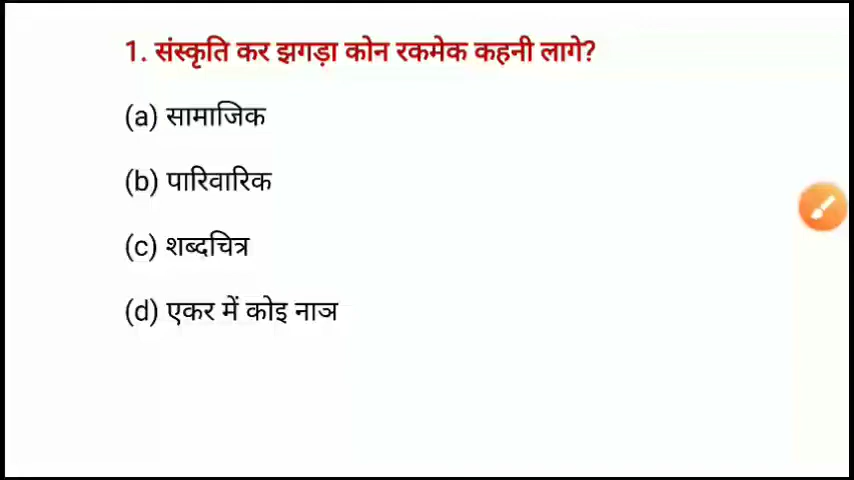 1. संस्कृति कर झगड़ा कोन रकमेक कहनी लागे?
(a) सामाजिक
(b) पारिवारिक
(c) शब्दचित्र
(d) एकर में कोइ नाञ